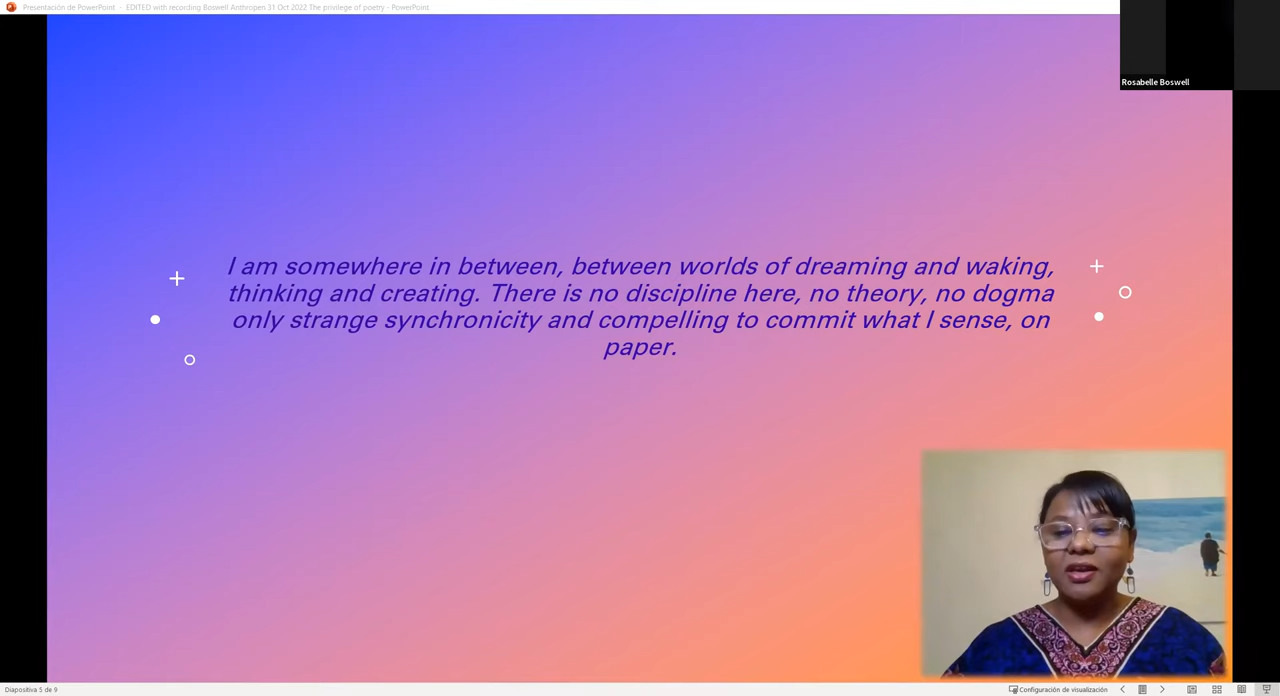 Presentación de PowerPoint - EDITED with recording Boswell Anthropen 31 Oct 2022 The privilege of poetry - PowerPoint
Rosabelle Boswell
I am somewhere in between, between worlds of dreaming and waking,
thinking and creating. There is no discipline here, no theory, no dogma
only strange synchronicity and compelling to commit what I sense, on
paper.
Diapositiva 5 de 9
Configuración de visualización